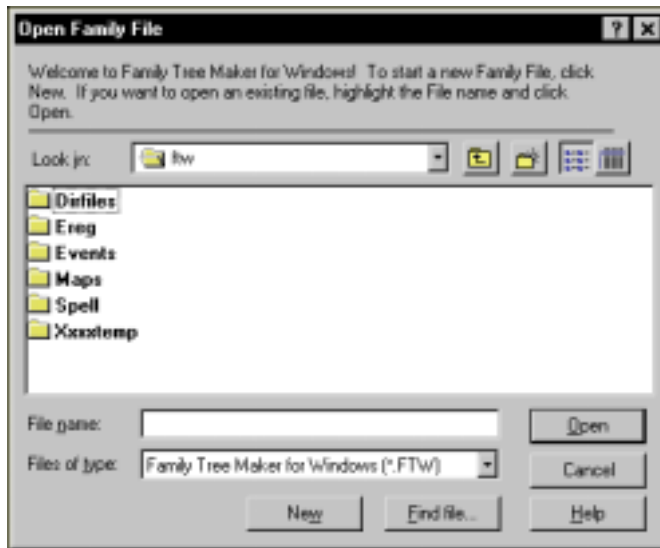 Open Family File
Welcome to Family Tree Maker for Windows! To start a new Family File, click
New. If you want to open an existing file, highlight the File name and click
Open.
Look in: ftw
Dirfiles
Ereg
Events
Maps
Spell
Xxxxtemp
File name: Open
Files of type: Family Tree Maker for Windows (*.FTW) Cancel
New Find file... Help